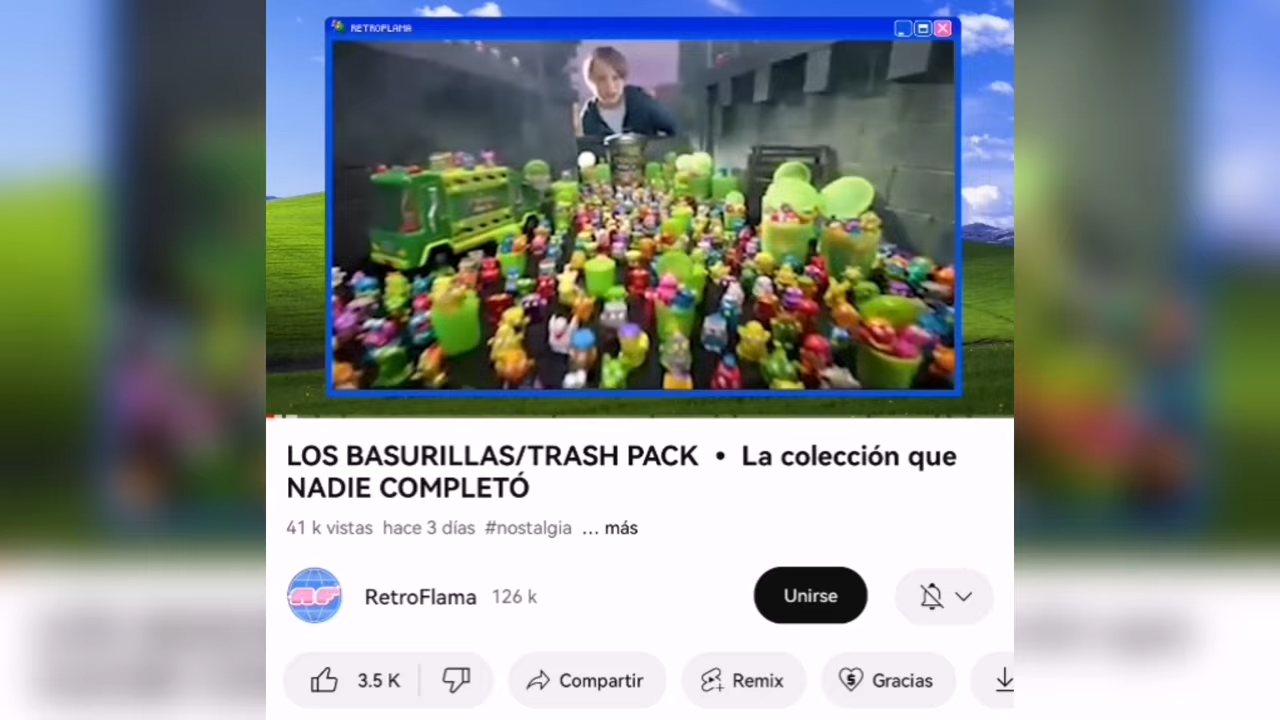 RETROFLAMA
LOS BASURILLAS/TRASH PACK • La colección que
NADIE COMPLETÓ
41 k vistas hace 3 días #nostalgia ... más
RetroFlama 126 k
Unirse
3.5 K
Compartir
Remix
Gracias